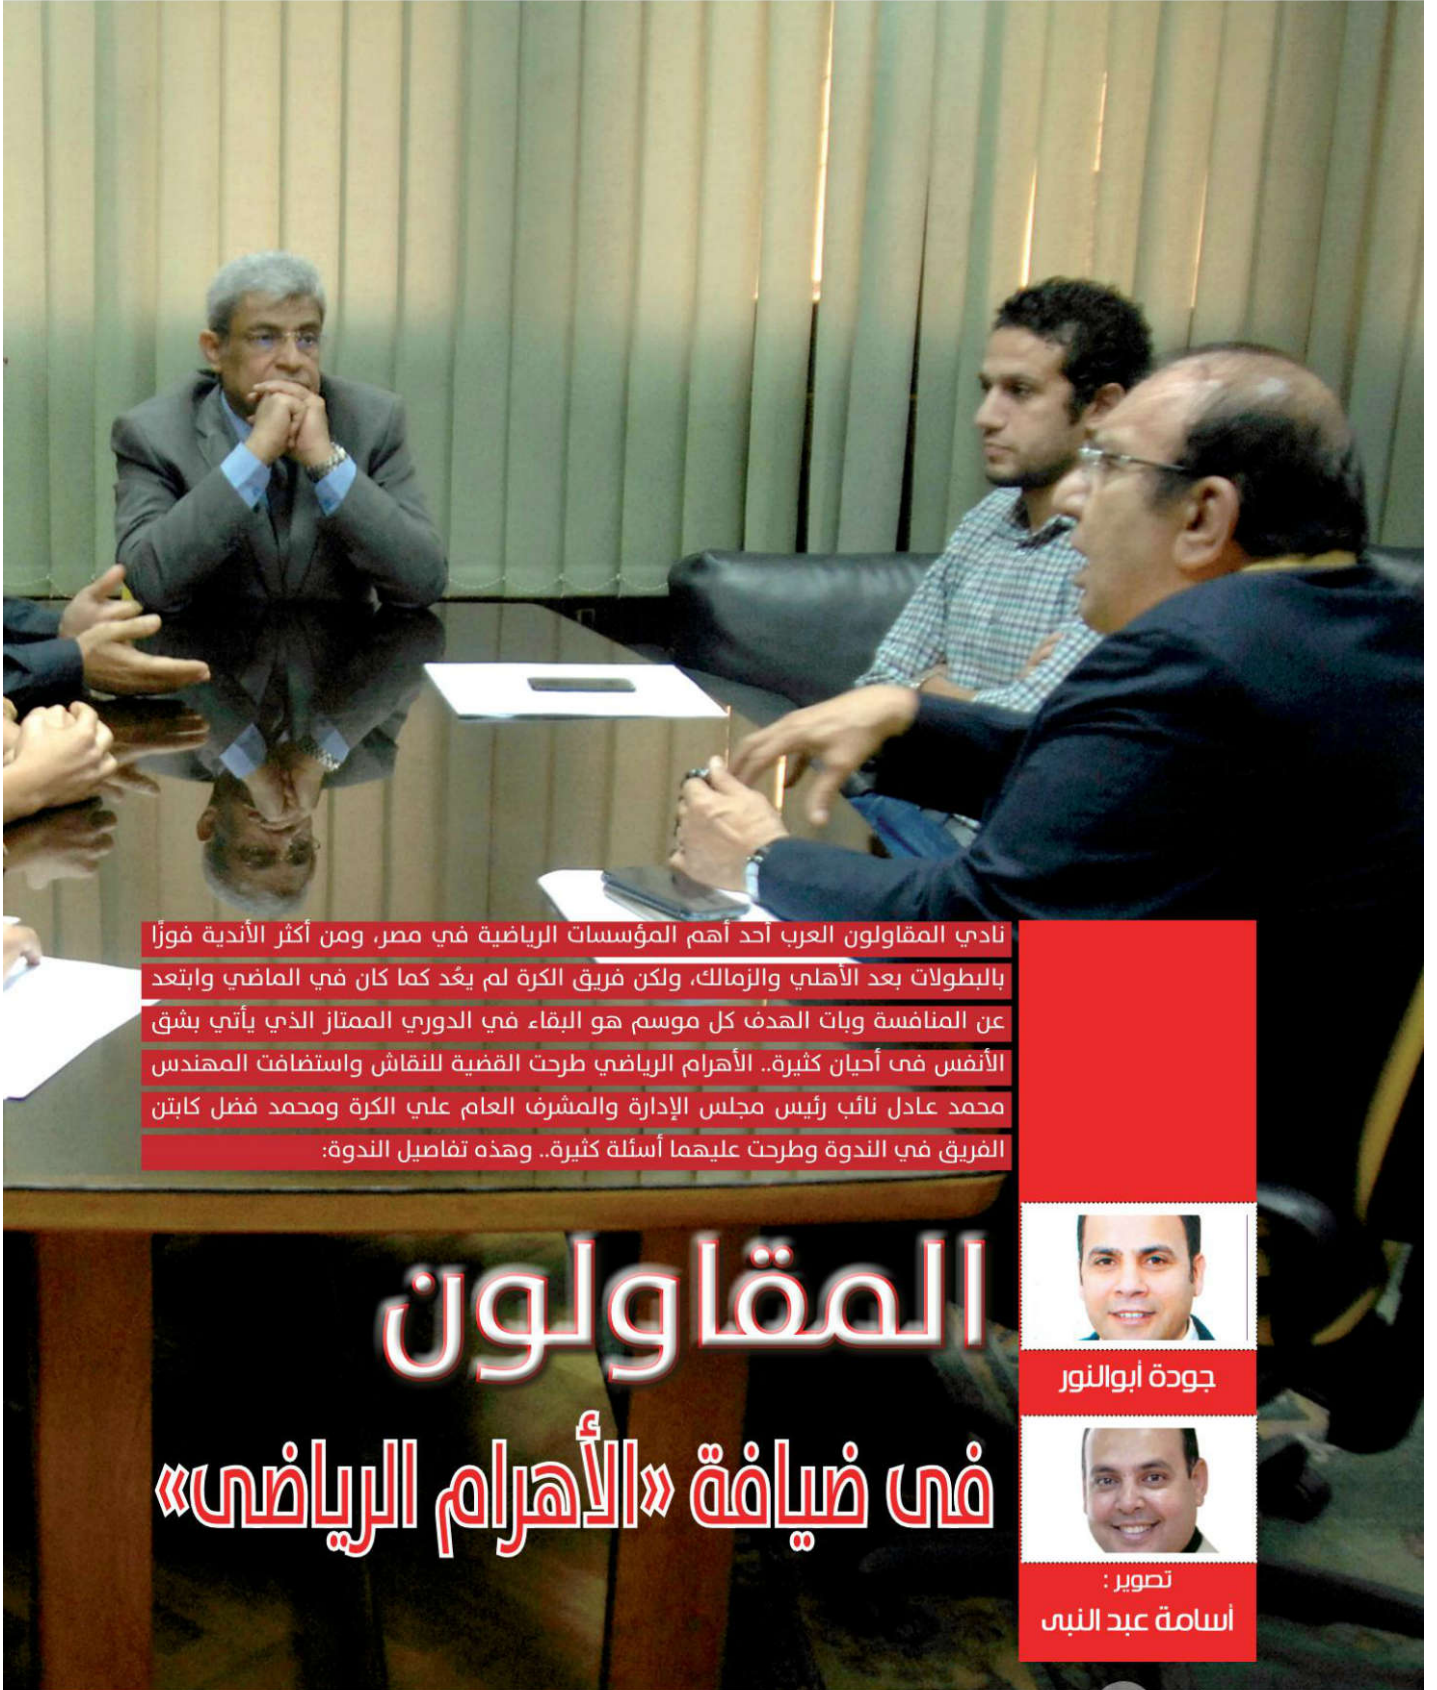 نادي المقاولون العرب أحد أهم المؤسسات الرياضية في مصر، ومن أكثر الأندية فوزًا
بالبطولات بعد الأهلي والزمالك، ولكن فريق الكرة لم يعُد كما كان في الماضي وابتعد
عن المنافسة وبات الهدف كل موسم هو البقاء في الدوري الممتاز الذي يأتي بشق
الأنفس فى أحيان كثيرة.. الأهرام الرياضي طرحت القضية للنقاش واستضافت المهندس
محمد عادل نائب رئيس مجلس الإدارة والمشرف العام علي الكرة ومحمد فضل كابتن
الفريق في الندوة وطرحت عليهما أسئلة كثيرة.. وهذه تفاصيل الندوة:
المقاولون
فى ضيافة «الأهرام الرياضى»
جودة أبوالنور
تصوير :
أسامة عبد النبى